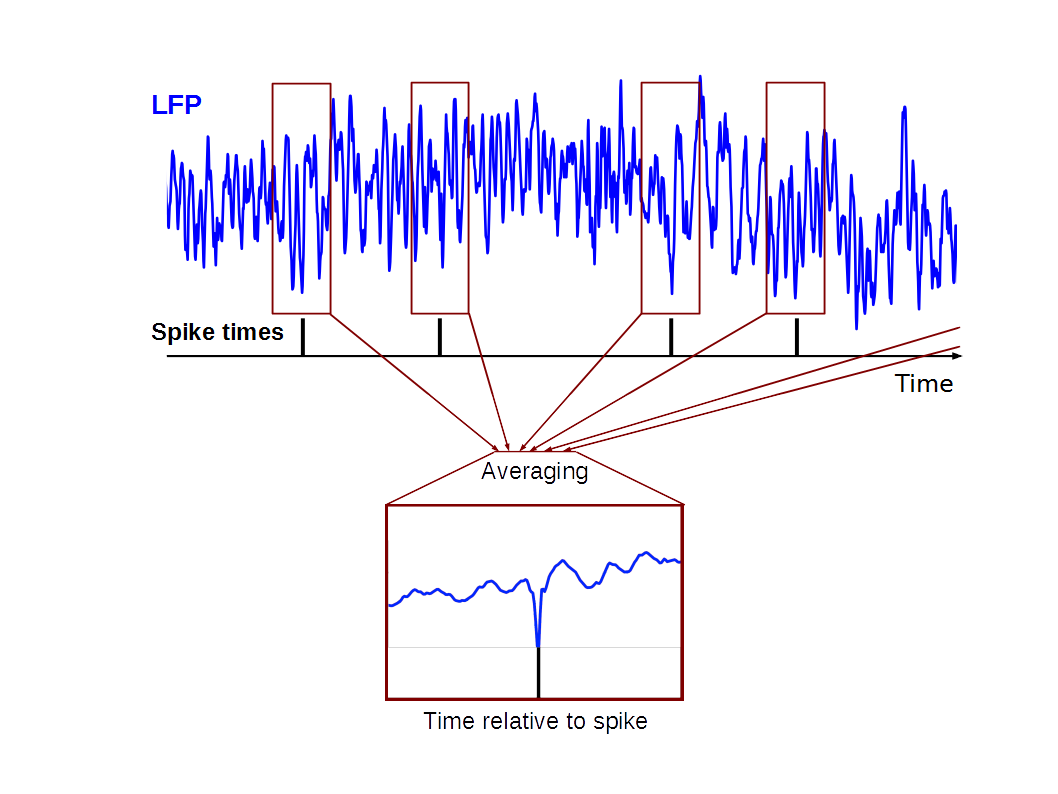 LFP
Spike times
Time
Averaging
Time relative to spike